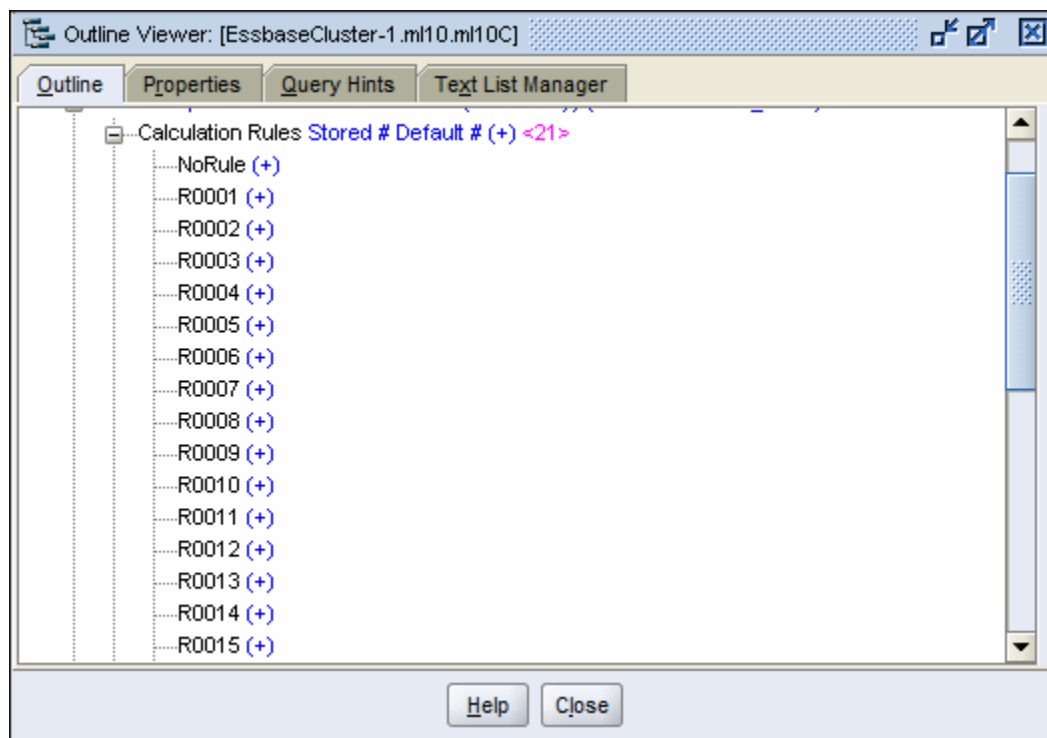 Outline Viewer: [EssbaseCluster-1.ml10.ml10C]
Outline Properties Query Hints Text List Manager
Calculation Rules Stored # Default # (+) <21>
NoRule (+)
R0001 (+)
R0002 (+)
R0003 (+)
R0004 (+)
R0005 (+)
R0006 (+)
R0007 (+)
R0008 (+)
R0009 (+)
R0010 (+)
R0011 (+)
R0012 (+)
R0013 (+)
R0014 (+)
R0015 (+)
Help Close